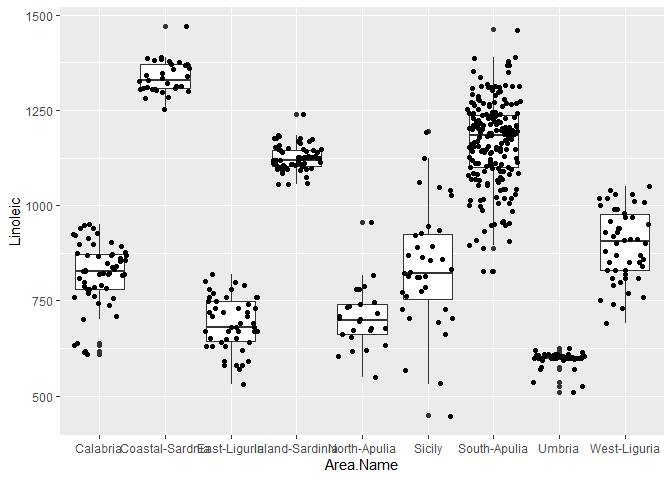 1500
1250
1000
750
500
Linoleic
Calabria Coastal-Sardinia East-Liguria Inland-Sardinia North-Apulia Sicily South-Apulia Umbria West-Liguria
Area.Name